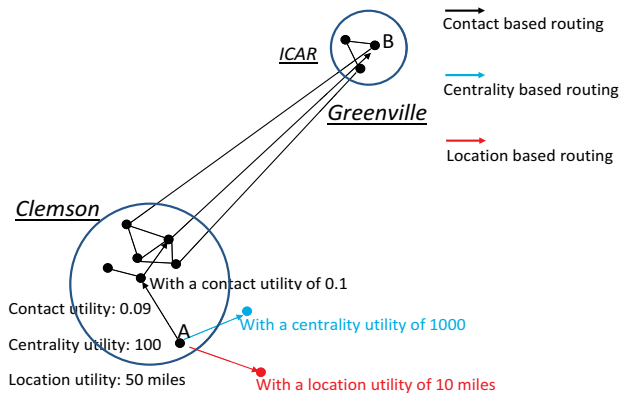 Contact based routing
B
ICAR
Centrality based routing
Greenville
Location based routing
Clemson
With a contact utility of 0.1
Contact utility: 0.09
A
With a centrality utility of 1000
Centrality utility: 100
Location utility: 50 miles
With a location utility of 10 miles